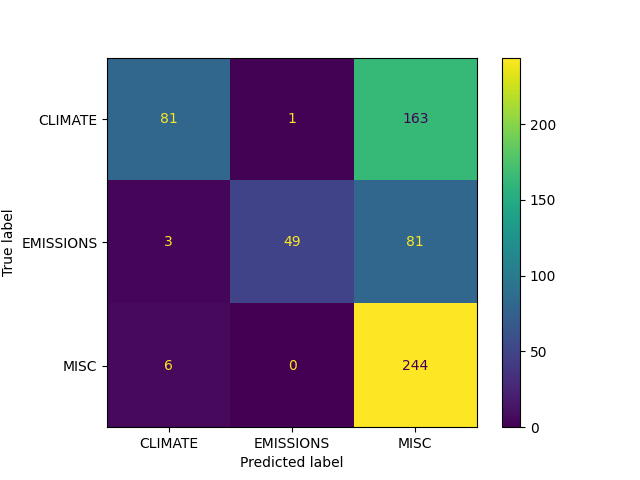 CLIMATE 81 1 163
EMISSIONS 3 49 81
MISC 6 0 244
CLIMATE EMISSIONS MISC
Predicted label
True label
200
150
100
50
0